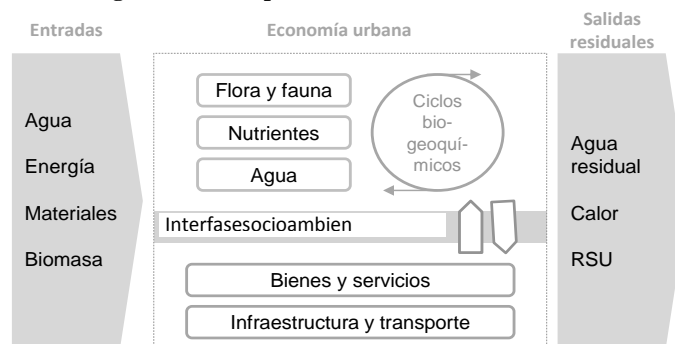 Entradas
Economía urbana
Salidas
residuales
Agua
Energía
Materiales
Biomasa
Flora y fauna
Nutrientes
Agua
Ciclos
bio-
geoquí-
micos
Interfasesocioambien
Bienes y servicios
Infraestructura y transporte
Agua
residual
Calor
RSU